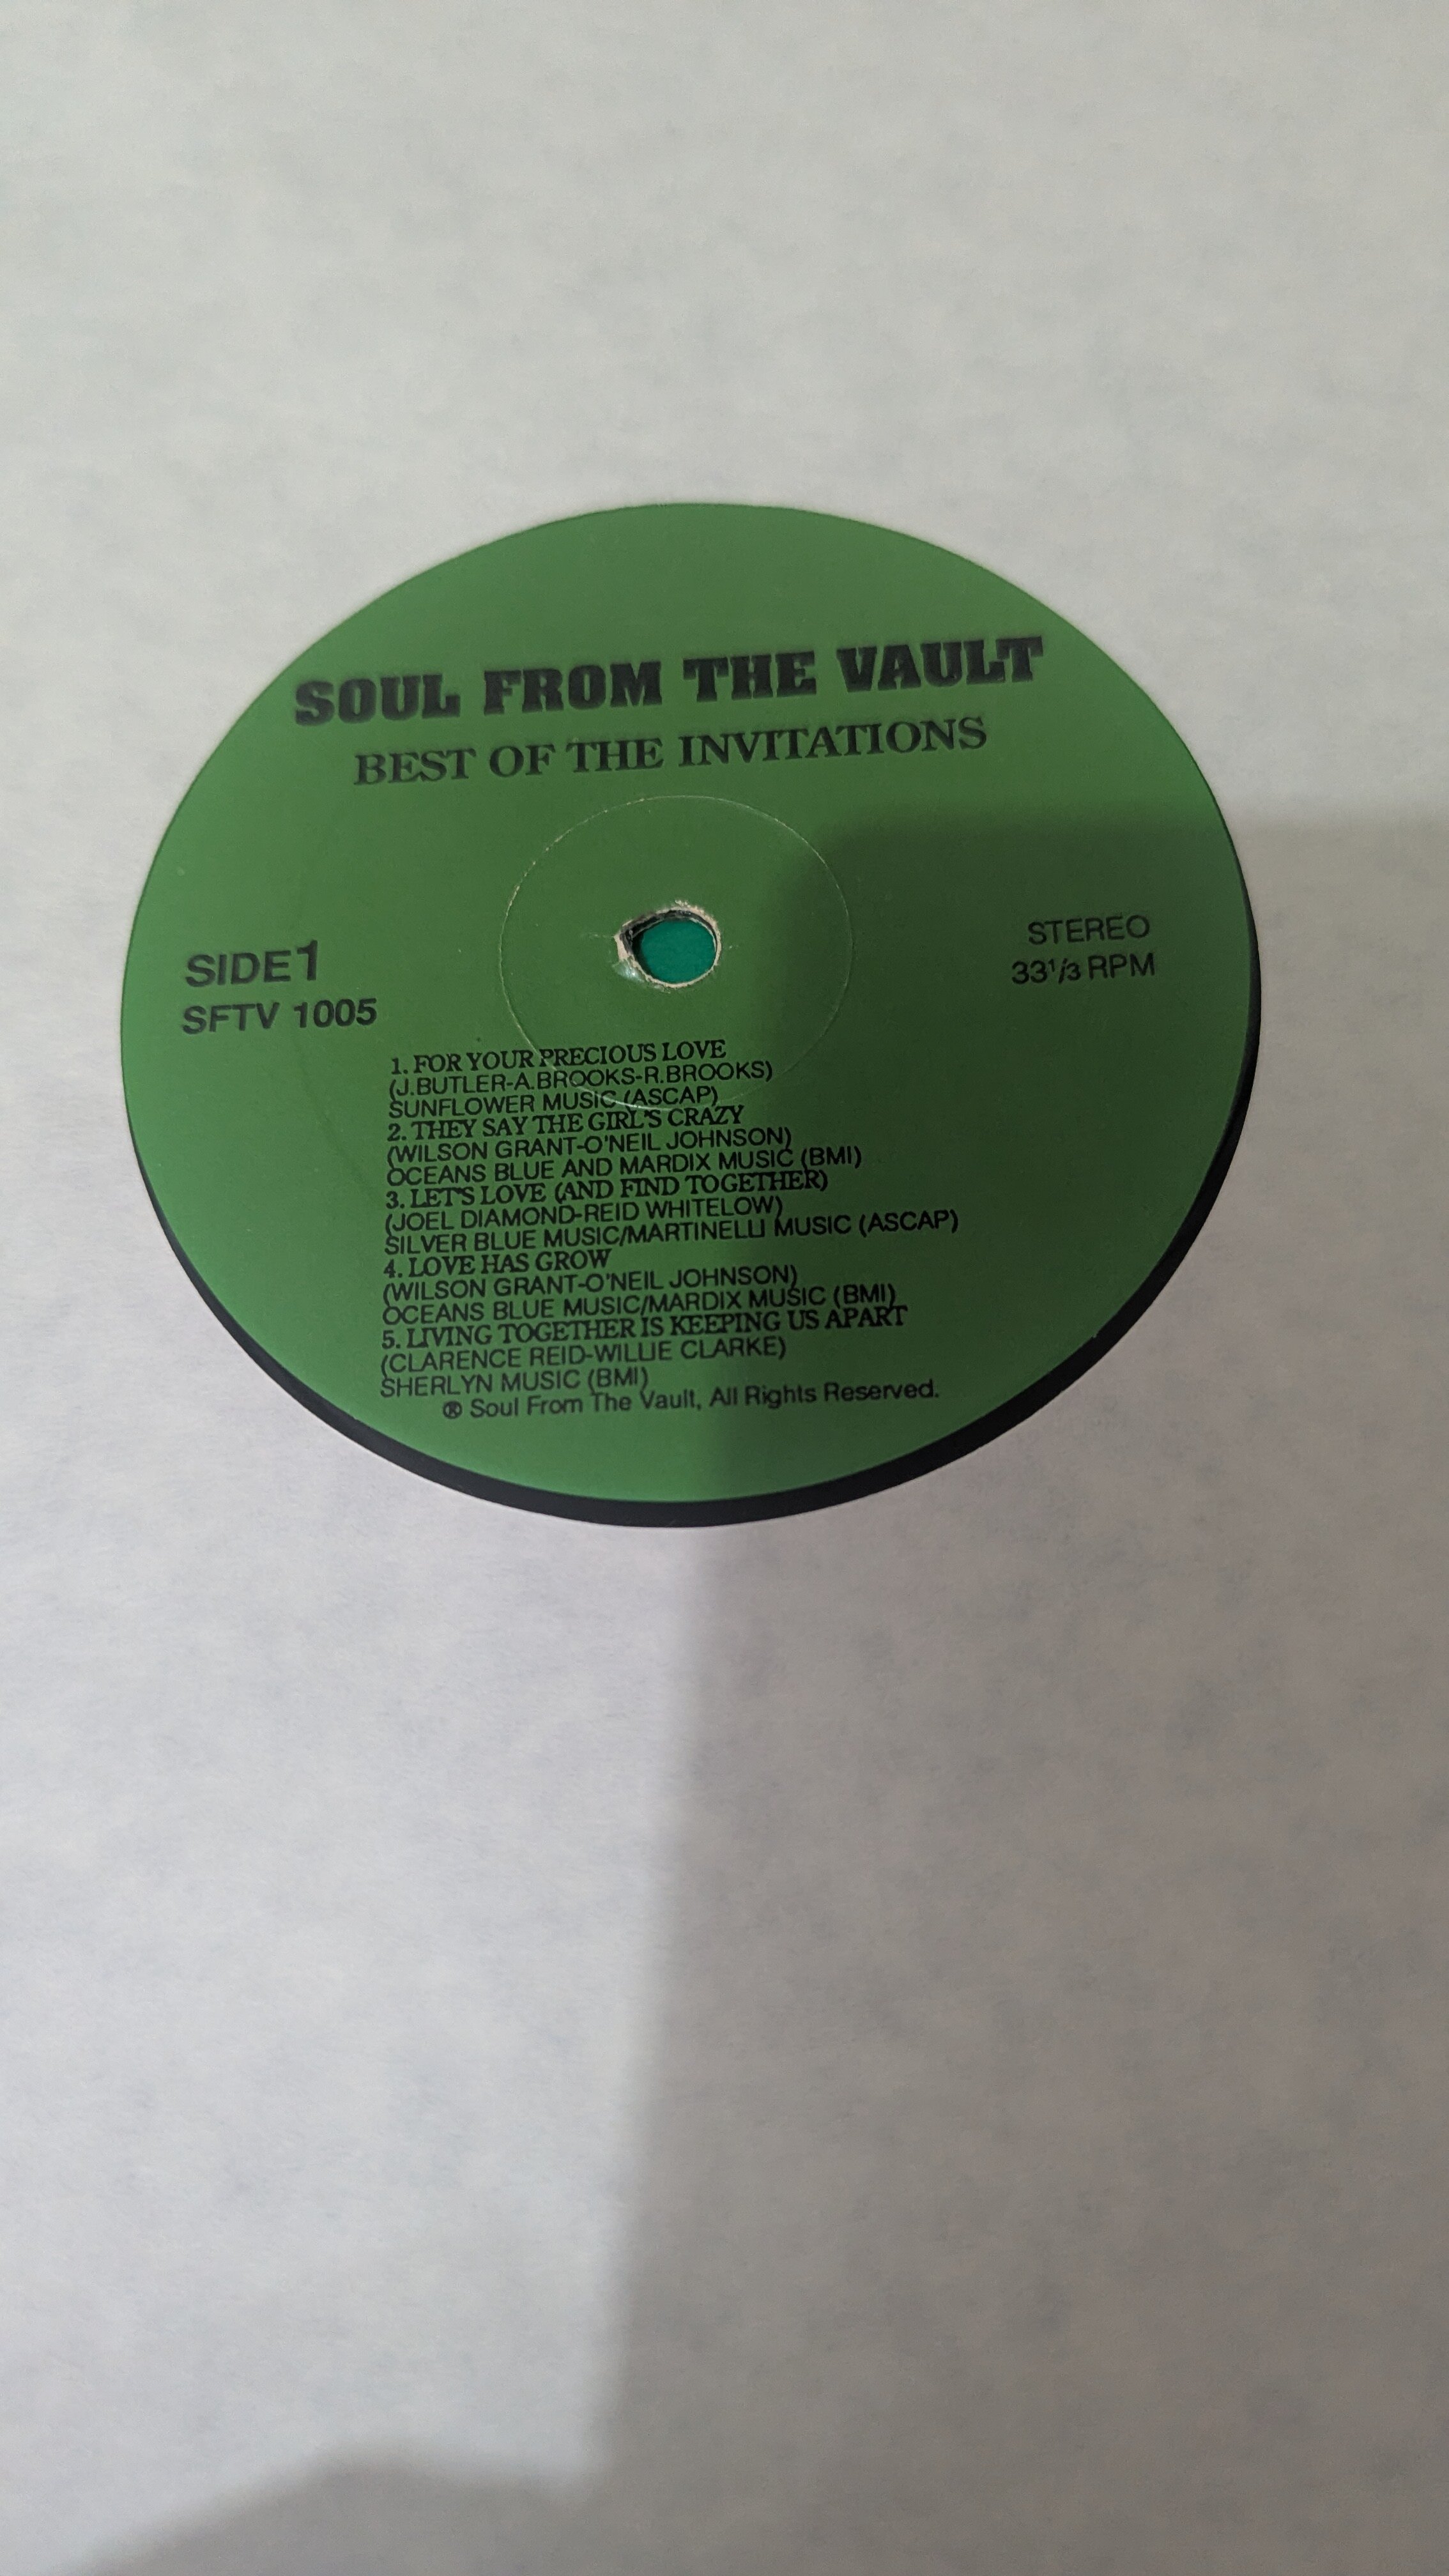 SOUL FROM THE VAULT
BEST OF THE INVITATIONS
SIDE 1
SFTV 1005
STEREO
33 1/3 RPM
1. FOR YOUR PRECIOUS LOVE
(J.BUTLER-A.BROOKS-R.BROOKS)
SUNFLOWER MUSIC (ASCAP)
2. THEY SAY THE GIRL'S CRAZY
(WILSON GRANT-O'NEIL JOHNSON)
OCEANS BLUE AND MARDIX MUSIC (BMI)
3. LET'S LOVE (AND FIND TOGETHER)
(JOEL DIAMOND-REID WHITELOW)
SILVER BLUE MUSIC/MARTINELLI MUSIC (ASCAP)
4. LOVE HAS GROW
(WILSON GRANT-O'NEIL JOHNSON)
OCEANS BLUE MUSIC/MARDIX MUSIC (BMI)
5. LIVING TOGETHER IS KEEPING US APART
(CLARENCE REID-WILLIE CLARKE)
SHERLYN MUSIC (BMI)
® Soul From The Vault, All Rights Reserved.